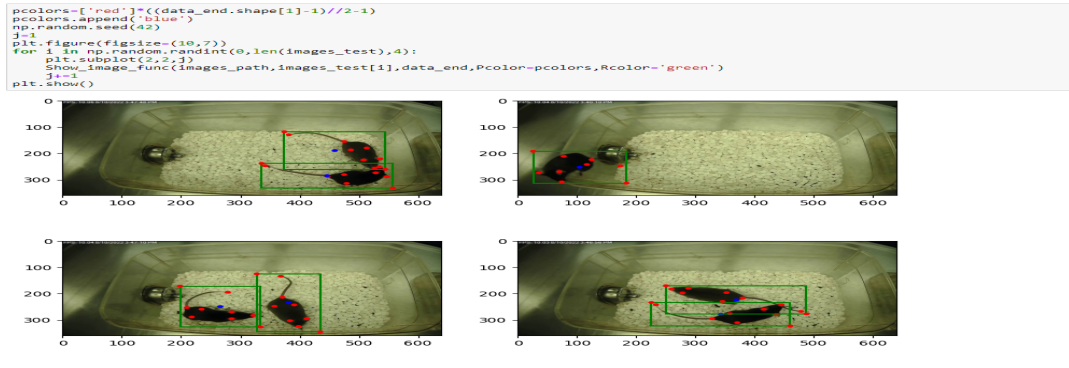 pcolors=['red']*((data_end.shape[1]-1)//2-1)
pcolors.append('blue')
np.random.seed(42)
j=1
plt.figure(figsize=(10,7))
for i in np.random.randint(0,len(images_test),4):
    plt.subplot(2,2,j)
    Show_image_func(images_path,images_test[i],data_end,Pcolor=pcolors,Rcolor='green')
    j+=1
plt.show()
0
100
200
300
0 100 200 300 400 500 600
0
100
200
300
0 100 200 300 400 500 600
0
100
200
300
0 100 200 300 400 500 600
0
100
200
300
0 100 200 300 400 500 600